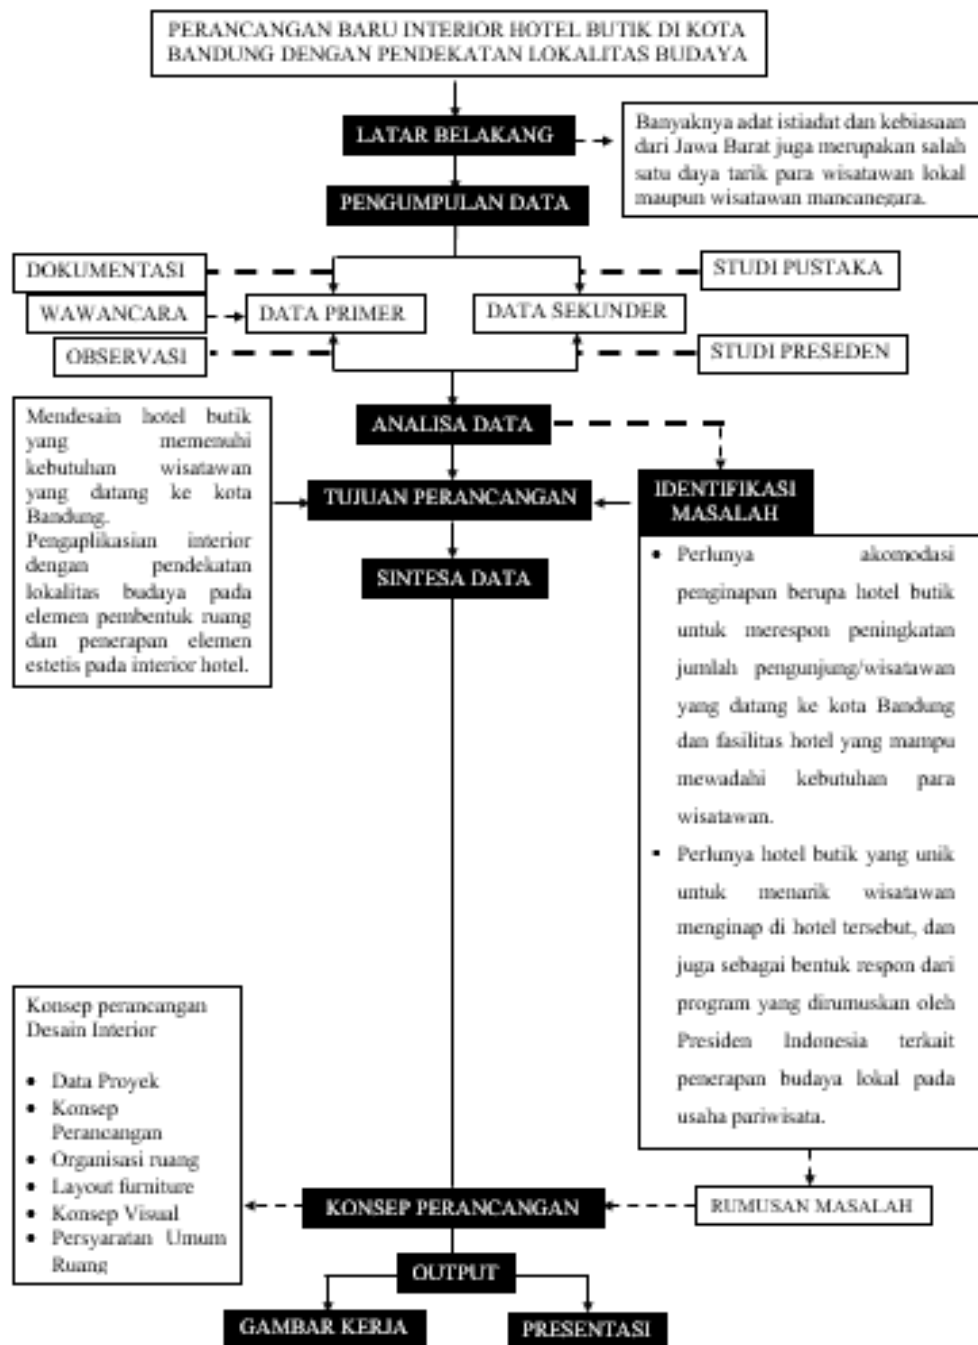 PERANCANGAN BARU INTERIOR HOTEL BUTIK DI KOTA
BANDUNG DENGAN PENDEKATAN LOKALITAS BUDAYA
LATAR BELAKANG
Banyaknya adat istiadat dan kebiasaan
dari Jawa Barat juga merupakan salah
satu daya tarik para wisatawan lokal
maupun wisatawan mancanegara.
PENGUMPULAN DATA
DOKUMENTASI
STUDI PUSTAKA
WAWANCARA
DATA PRIMER
DATA SEKUNDER
OBSERVASI
STUDI PRESEDEN
ANALISA DATA
Mendesain hotel butik
yang memenuhi
kebutuhan wisatawan
yang datang ke kota
Bandung.
Pengaplikasian interior
dengan pendekatan
lokalitas budaya pada
elemen pembentuk ruang
dan penerapan elemen
estetis pada interior hotel.
TUJUAN PERANCANGAN
IDENTIFIKASI
MASALAH
SINTESA DATA
• Perlunya akomodasi
penginapan berupa hotel butik
untuk merespon peningkatan
jumlah pengunjung/wisatawan
yang datang ke kota Bandung
dan fasilitas hotel yang mampu
mewadahi kebutuhan para
wisatawan.
• Perlunya hotel butik yang unik
untuk menarik wisatawan
menginap di hotel tersebut, dan
juga sebagai bentuk respon dari
program yang dirumuskan oleh
Presiden Indonesia terkait
penerapan budaya lokal pada
usaha pariwisata.
Konsep perancangan
Desain Interior
• Data Proyek
• Konsep
Perancangan
• Organisasi ruang
• Layout furniture
• Konsep Visual
• Persyaratan Umum
Ruang
KONSEP PERANCANGAN
RUMUSAN MASALAH
OUTPUT
GAMBAR KERJA
PRESENTASI